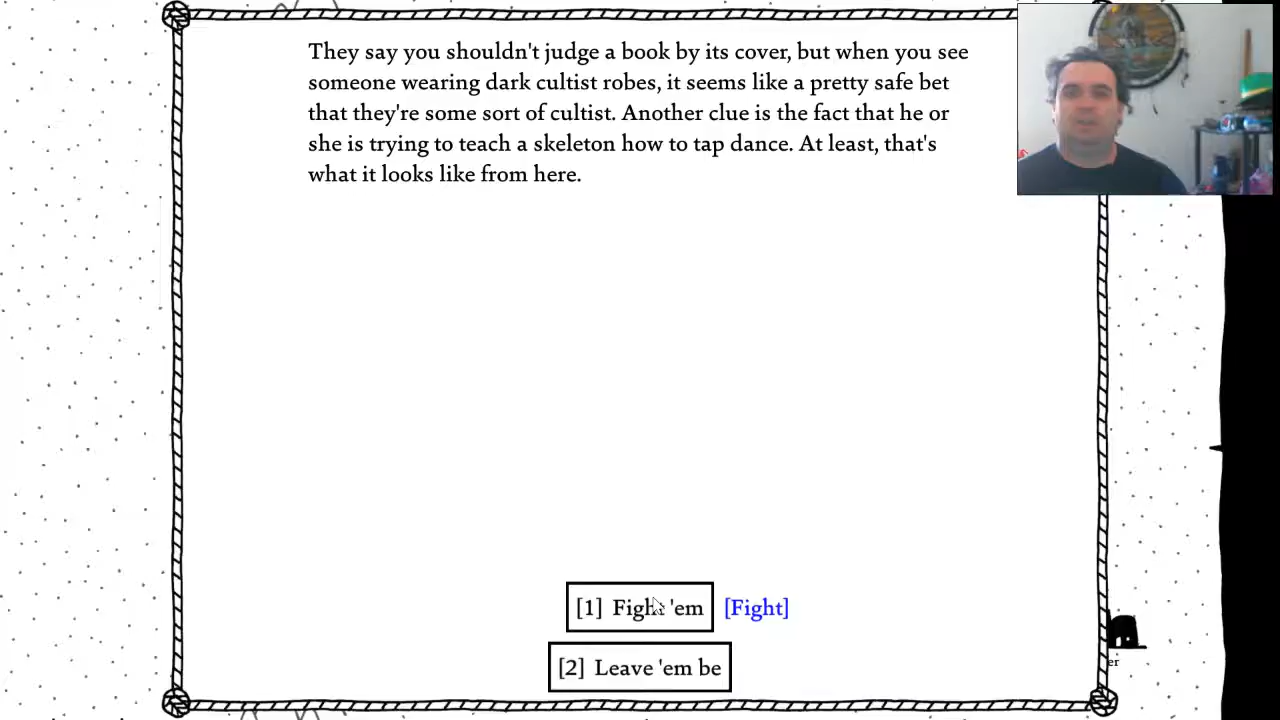 They say you shouldn't judge a book by its cover, but when you see
someone wearing dark cultist robes, it seems like a pretty safe bet
that they're some sort of cultist. Another clue is the fact that he or
she is trying to teach a skeleton how to tap dance. At least, that's
what it looks like from here.
[1] Fight 'em [Fight]
[2] Leave 'em be
er